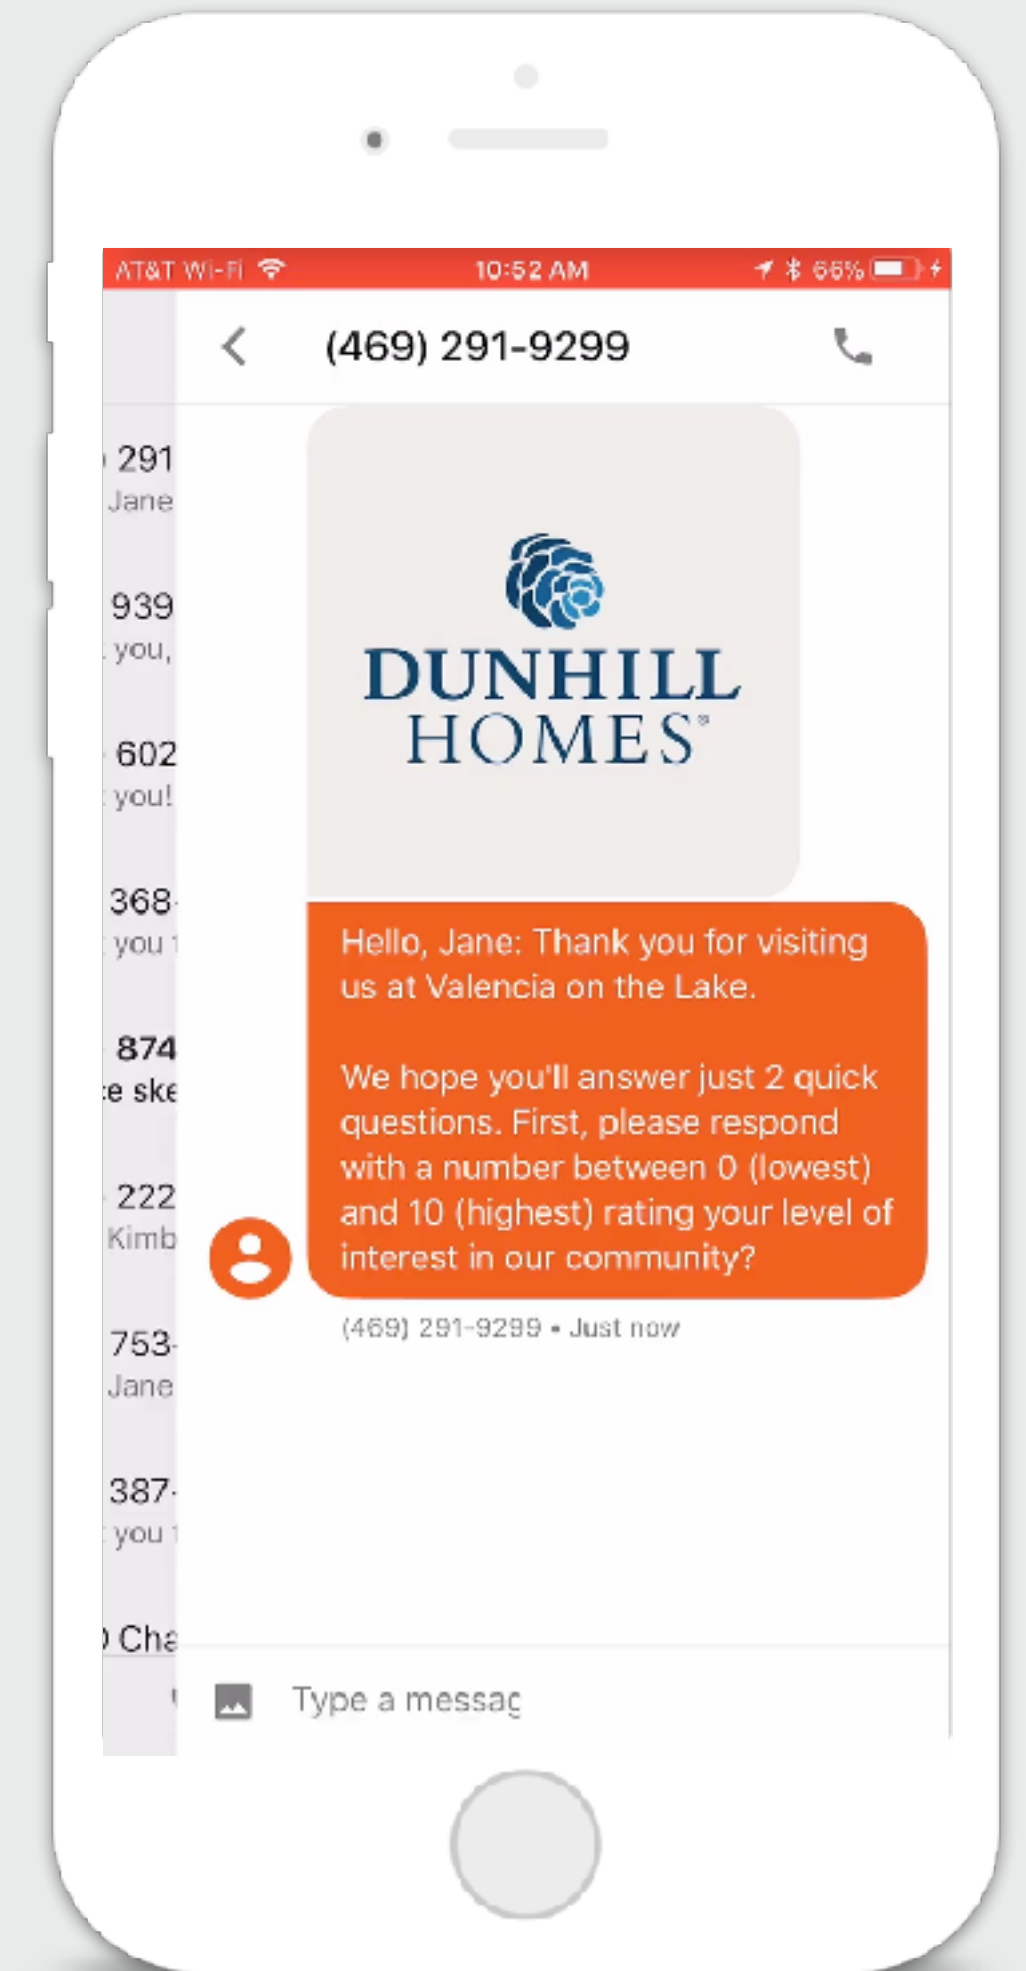 AT&T Wi-Fi 10:52 AM 66%
(469) 291-9299
291
Jane
939
you,
602
you!
368-
you
874
ske
222
Kimb
753-
Jane
387-
you
Cha
DUNHILL
HOMES®
Hello, Jane: Thank you for visiting
us at Valencia on the Lake.
We hope you'll answer just 2 quick
questions. First, please respond
with a number between 0 (lowest)
and 10 (highest) rating your level of
interest in our community?
(469) 291-9299 • Just now
Type a messag